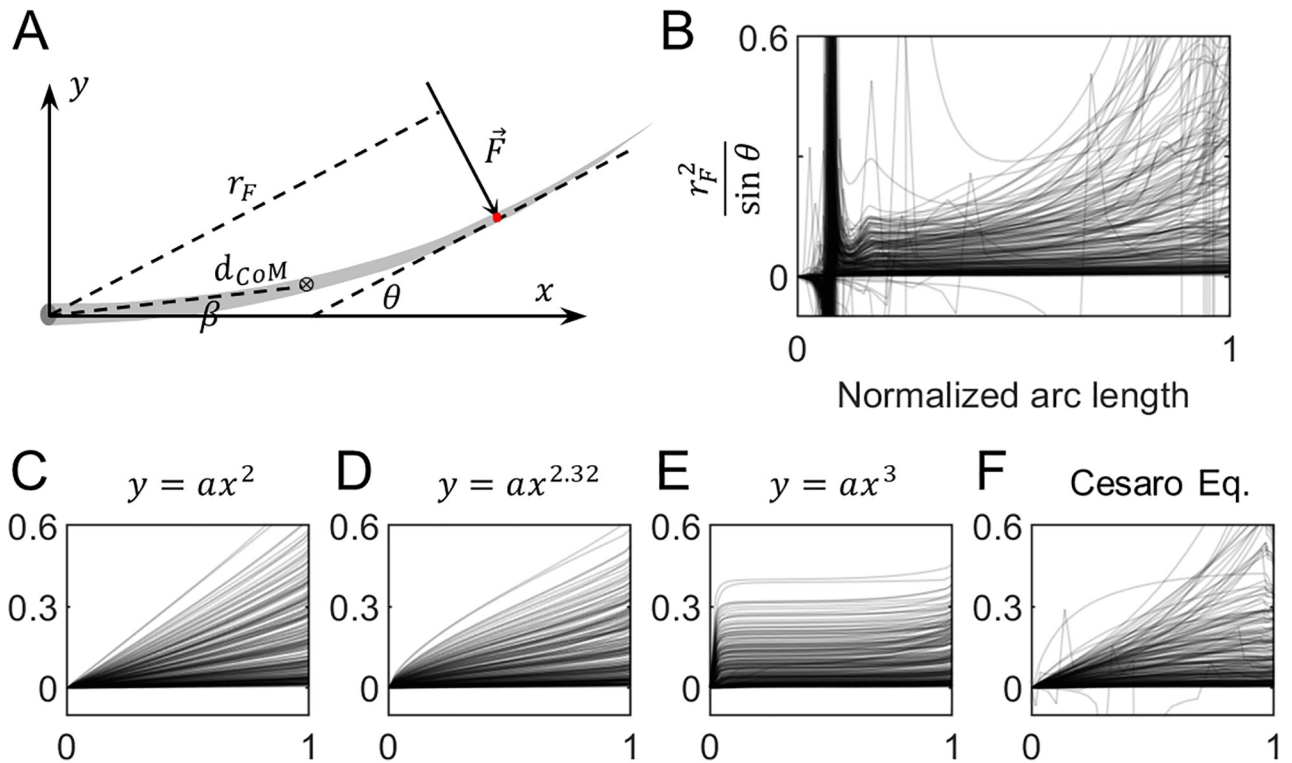 A
y
r_F
F⃗
d_CoM
β
θ
x
B
0.6
r_F^2
sin θ
0
0
1
Normalized arc length
C
y = ax^2
0.6
0.3
0
0
1
D
y = ax^2.32
0.6
0.3
0
0
1
E
y = ax^3
0.6
0.3
0
0
1
F
Cesaro Eq.
0.6
0.3
0
0
1